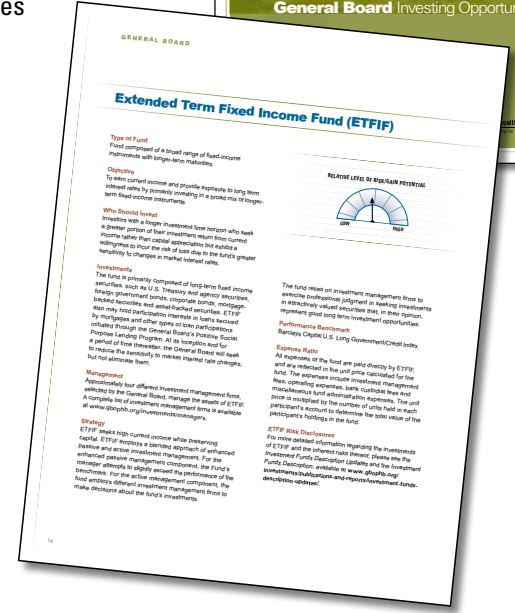 es
General Board Investing Opportun
GENERAL BOARD
Extended Term Fixed Income Fund (ETFIF)
Type of Fund
Fund composed of a broad range of fixed-income
instruments with longer-term maturities.
Objective
To earn current income and provide exposure to long term
interest rates by primarily investing in a broad mix of longer-
term fixed-income instruments.
Who Should Invest
Investors with a longer investment time horizon who seek
a greater portion of their investment return from current
income rather than capital appreciation but exhibit a
willingness to incur the risk of loss due to the fund's greater
sensitivity to changes in market interest rates.
Investments
The fund is primarily composed of long-term fixed income
securities, such as U.S. Treasury and agency securities,
foreign government bonds, corporate bonds, mortgage-
backed securities and asset-backed securities. ETFIF
also may hold participation interests in loans secured
by mortgages and other types of loan participations
initiated through the General Board's Positive Social
Purpose Lending Program. At its inception and for
a period of time thereafter, the General Board will seek
to reduce the sensitivity to market interest rate changes,
but not eliminate them.
Management
Approximately four different investment management firms,
selected by the General Board, manage the assets of ETFIF.
A complete list of investment management firms is available
at www.gbophb.org/investments/managers.
Strategy
ETFIF seeks high current income while preserving
capital. ETFIF employs a blended approach of enhanced
passive and active investment management. For the
enhanced passive management component, the Fund's
manager attempts to slightly exceed the performance of the
benchmark. For the active management component, the
fund employs different investment management firms to
make decisions about the fund's investments.
RELATIVE LEVEL OF RISK/GAIN POTENTIAL
LOW
HIGH
The fund relies on investment management firms to
exercise professional judgment in seeking investments
in attractively valued securities that, in their opinion,
represent good long term investment opportunities.
Performance Benchmark
Barclays Capital U.S. Long Government/Credit Index
Expense Ratio
All expenses of the fund are paid directly by ETFIF,
and are reflected in the unit price calculated for the
fund. The expenses include investment management
fees, operating expenses, bank custodial fees and
miscellaneous fund administration expenses. The unit
price is multiplied by the number of units held in each
participant's account to determine the total value of the
participant's holdings in the fund.
ETFIF Risk Disclosures
For more detailed information regarding the investments
of ETFIF and the inherent risks thereof, please see the
Investment Funds Description Updates and the Investment
Funds Description, available at www.gbophb.org/
investments/publications-and-reports/investment-funds-
description-updates/.
14